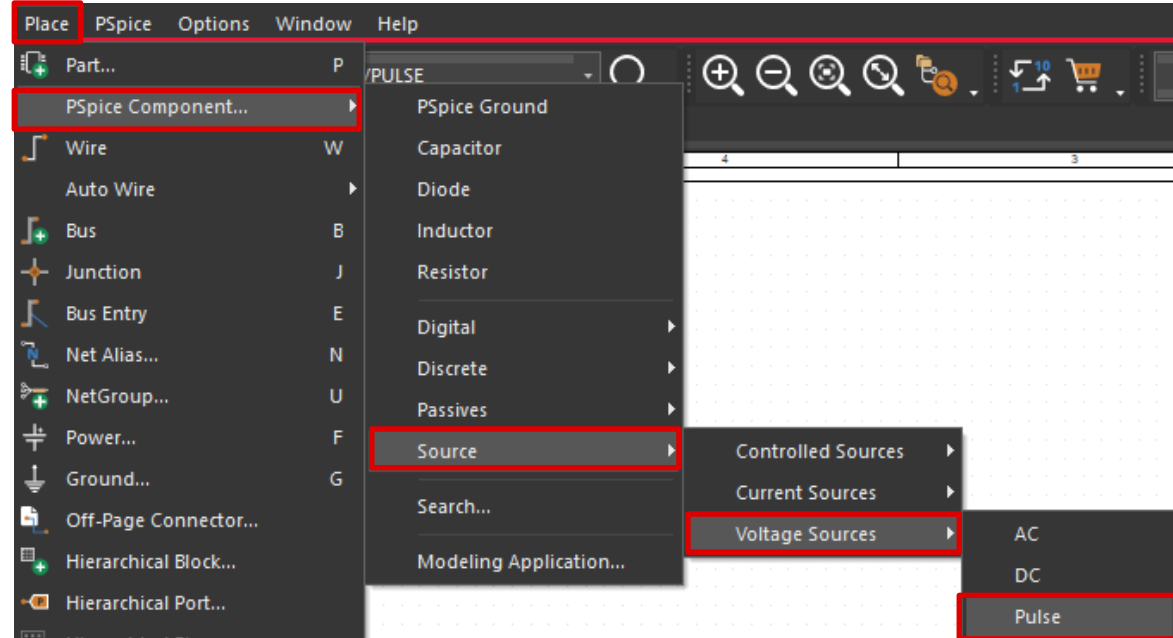 Place PSpice Options Window Help
Part... P
PSpice Component...
Wire W
Auto Wire
Bus B
Junction J
Bus Entry E
Net Alias... N
NetGroup... U
Power... F
Ground... G
Off-Page Connector...
Hierarchical Block...
Hierarchical Port...
/PULSE
PSpice Ground
Capacitor
Diode
Inductor
Resistor
Digital
Discrete
Passives
Source
Search...
Modeling Application...
10
1
4
3
Controlled Sources
Current Sources
Voltage Sources
AC
DC
Pulse